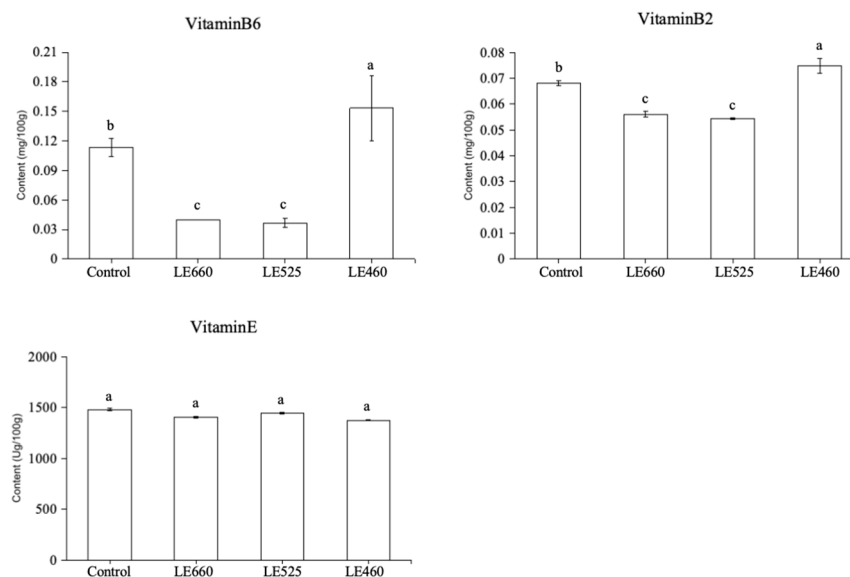 VitaminB6
Content (mg/100g)
0.21
0.18
0.15
0.12
0.09
0.06
0.03
0
b
c
c
a
Control LE660 LE525 LE460
VitaminB2
Content (mg/100g)
0.08
0.07
0.06
0.05
0.04
0.03
0.02
0.01
0
b
c
c
a
Control LE660 LE525 LE460
VitaminE
Content (Ug/100g)
2000
1500
1000
500
0
a
a
a
a
Control LE660 LE525 LE460